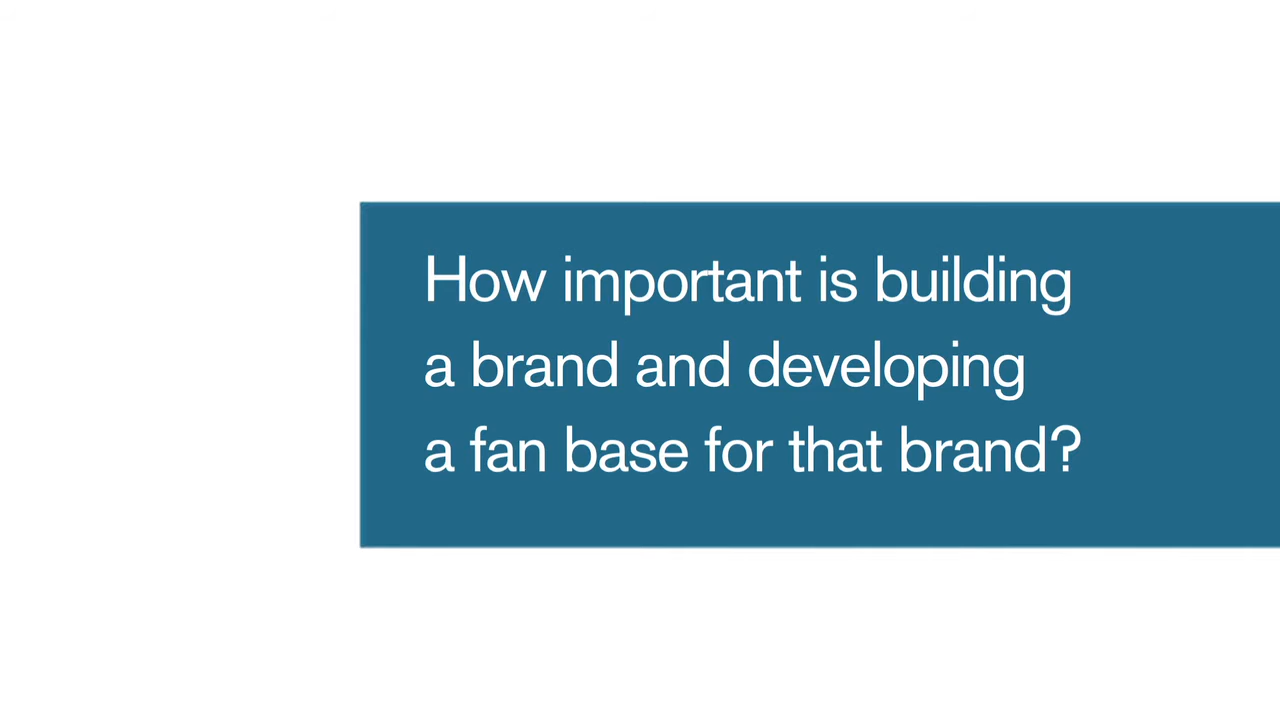 How important is building
a brand and developing
a fan base for that brand?